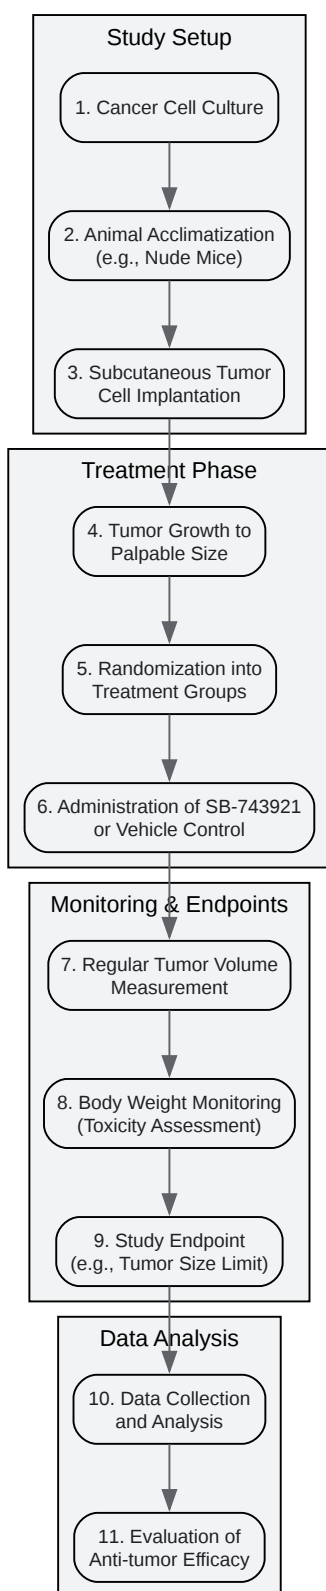 Study Setup
1. Cancer Cell Culture
2. Animal Acclimatization
(e.g., Nude Mice)
3. Subcutaneous Tumor
Cell Implantation
Treatment Phase
4. Tumor Growth to
Palpable Size
5. Randomization into
Treatment Groups
6. Administration of SB-743921
or Vehicle Control
Monitoring & Endpoints
7. Regular Tumor Volume
Measurement
8. Body Weight Monitoring
(Toxicity Assessment)
9. Study Endpoint
(e.g., Tumor Size Limit)
Data Analysis
10. Data Collection
and Analysis
11. Evaluation of
Anti-tumor Efficacy